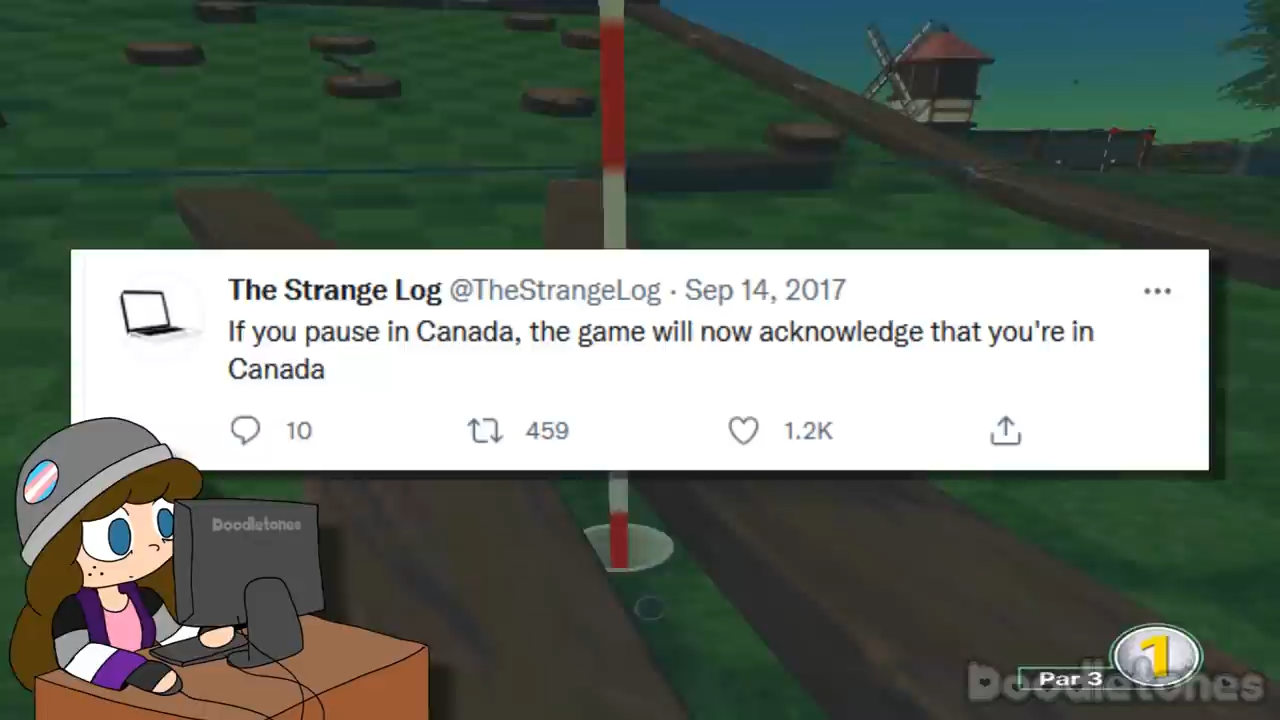 The Strange Log @TheStrangeLog · Sep 14, 2017
If you pause in Canada, the game will now acknowledge that you're in
Canada
10 459 1.2K
Doodletones
Par 3 1
Doodletones